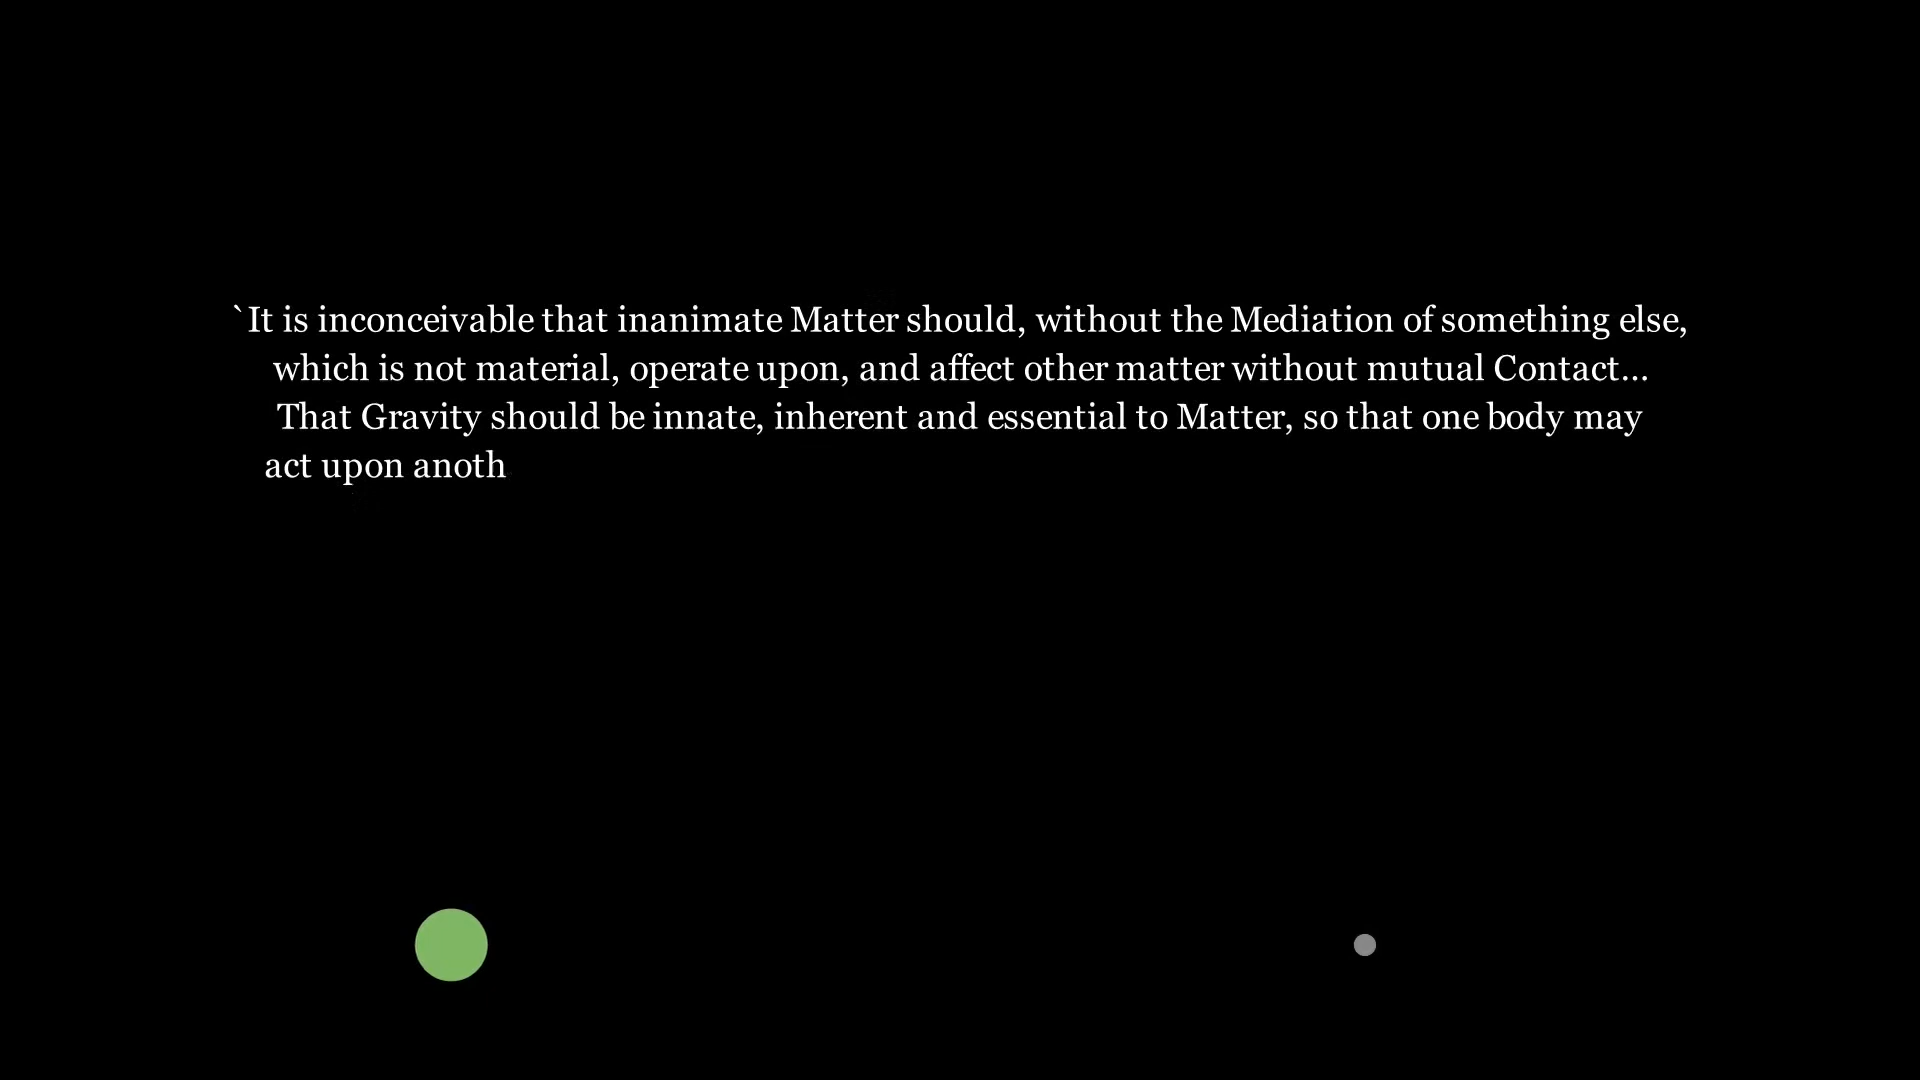 `It is inconceivable that inanimate Matter should, without the Mediation of something else,
which is not material, operate upon, and affect other matter without mutual Contact...
That Gravity should be innate, inherent and essential to Matter, so that one body may
act upon anoth